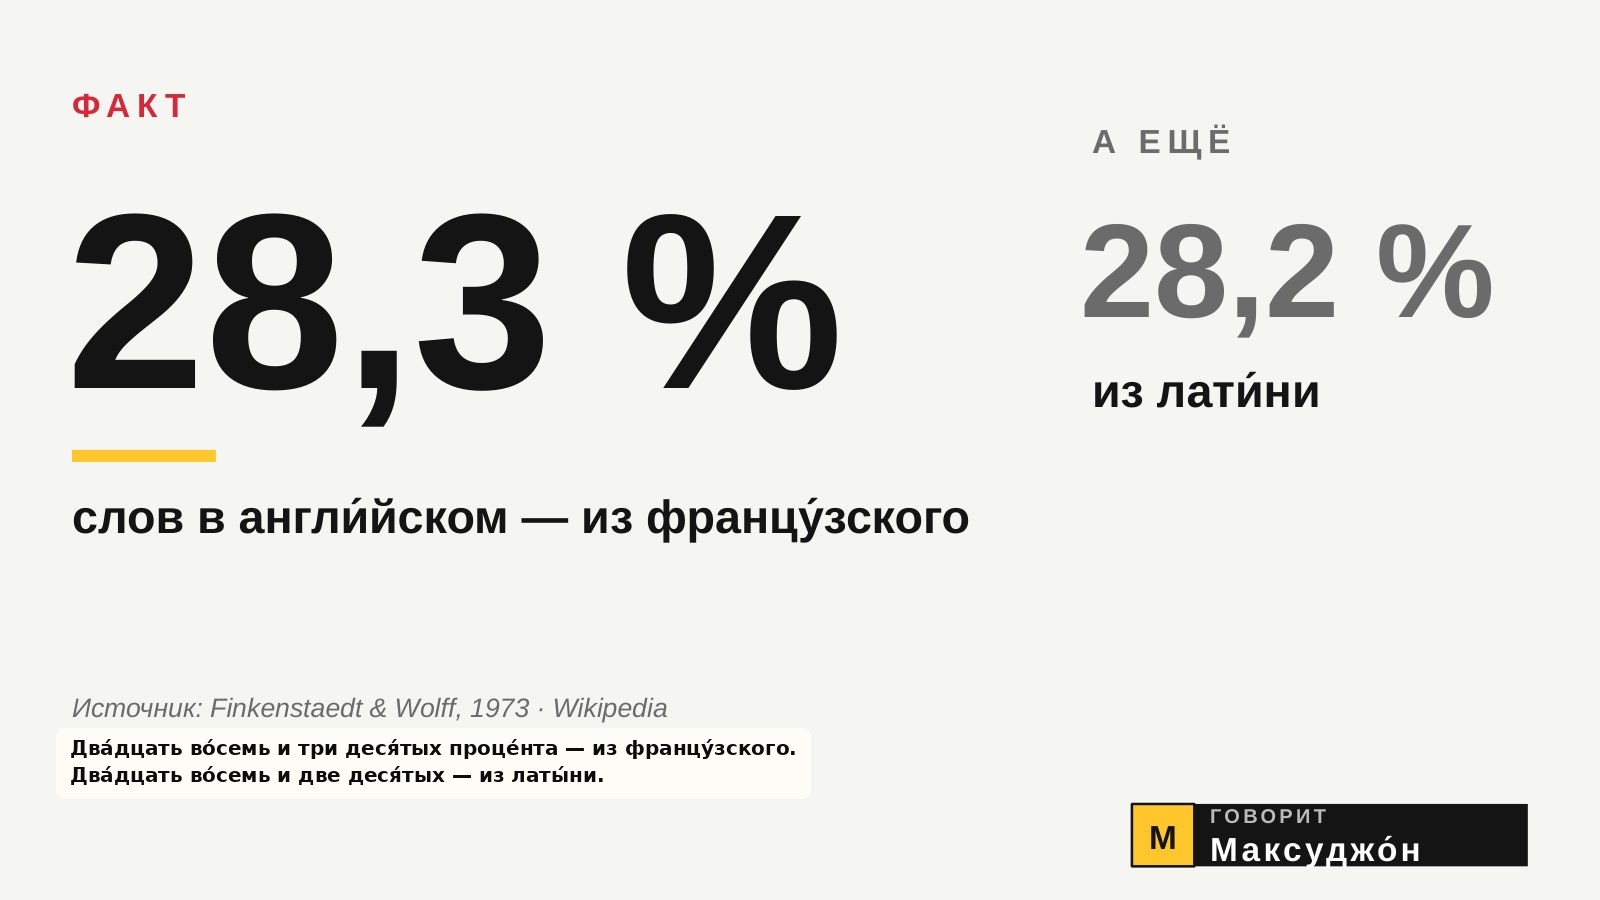 ФАКТ
28,3 %
слов в англи́йском — из францу́зского
А ЕЩЁ
28,2 %
из лати́ни
Источник: Finkenstaedt & Wolff, 1973 · Wikipedia
Два́дцать во́семь и три деся́тых проце́нта — из францу́зского.
Два́дцать во́семь и две деся́тых — из латы́ни.
М
ГОВОРИТ
Максуджо́н